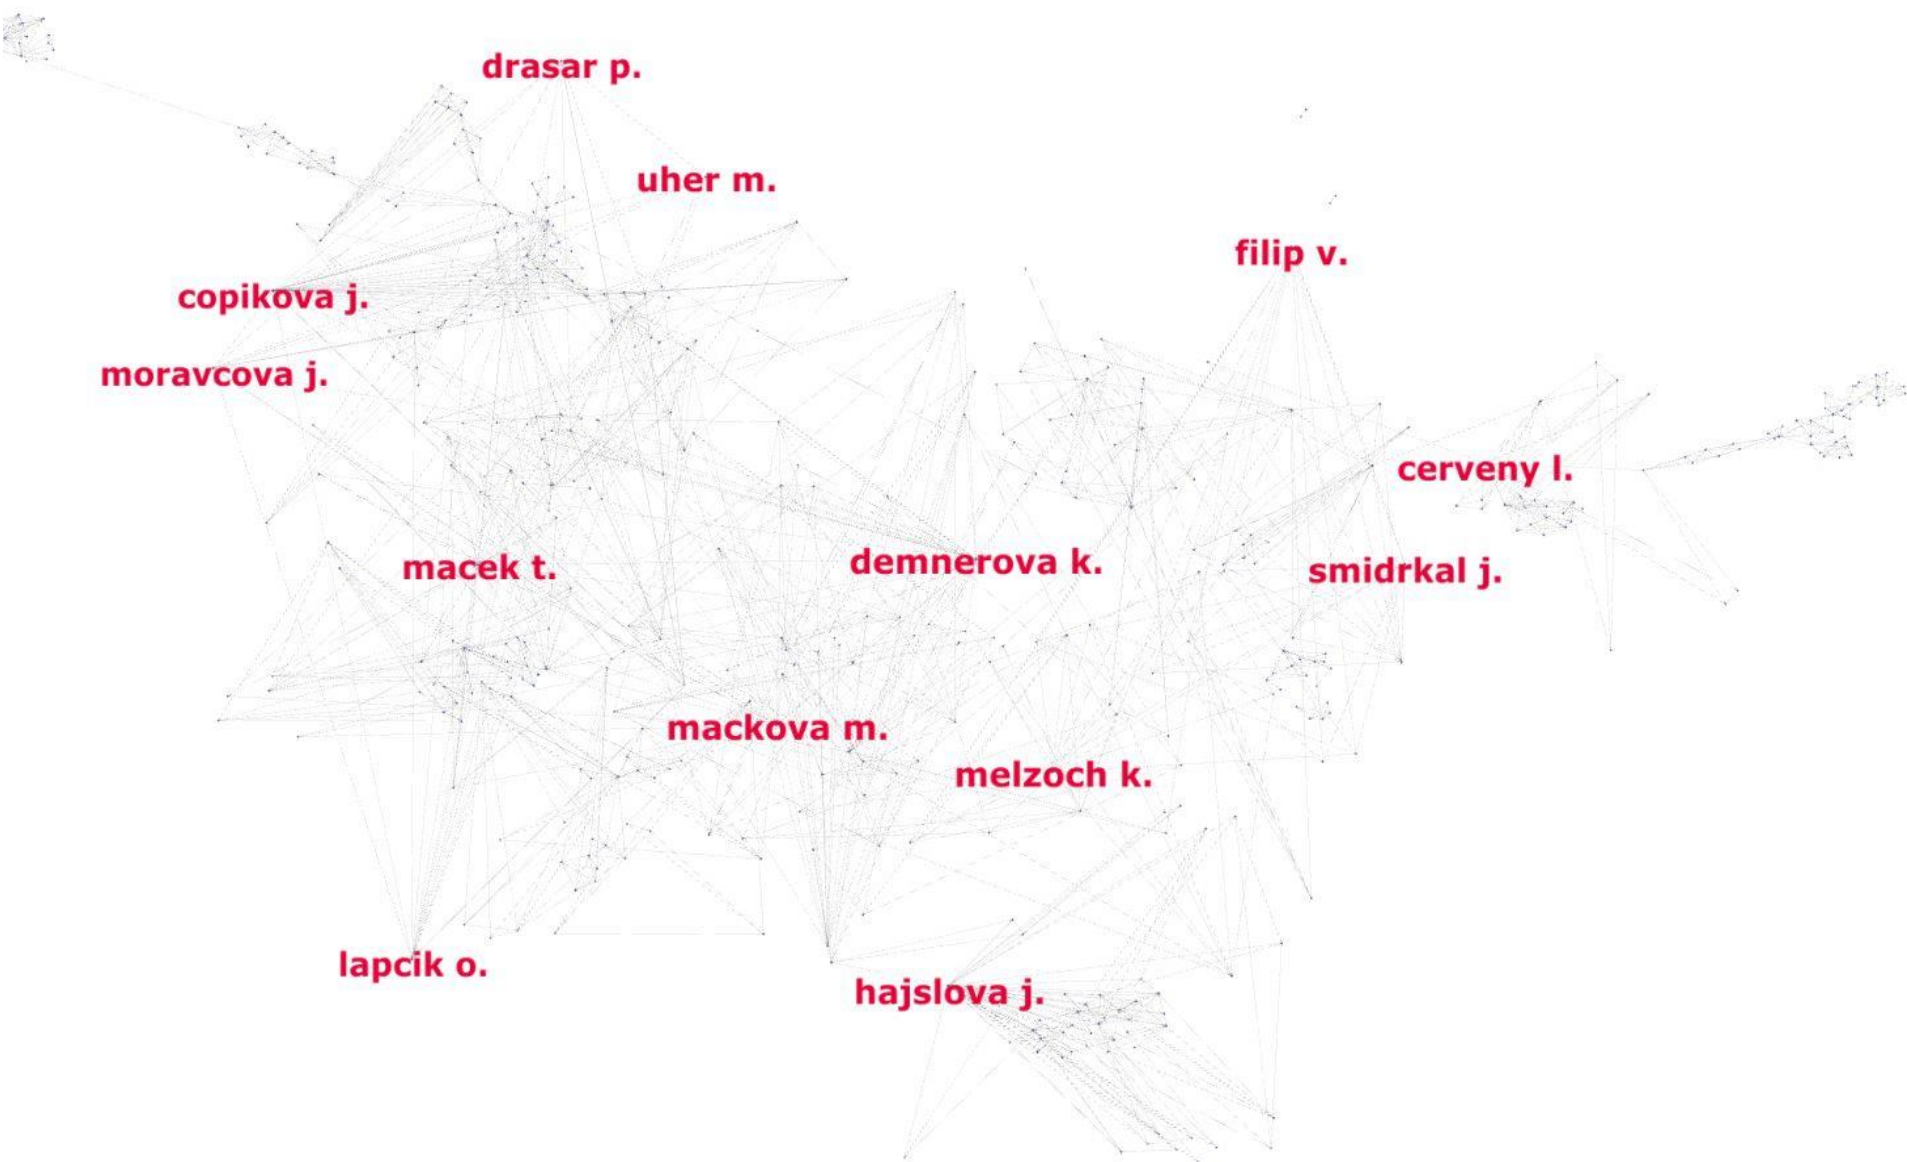 drasar p.
uher m.
filip v.
copikova j.
moravcova j.
cerveny l.
macek t.
demnerova k.
smidrkal j.
mackova m.
melzoch k.
lapcik o.
hajslova j.